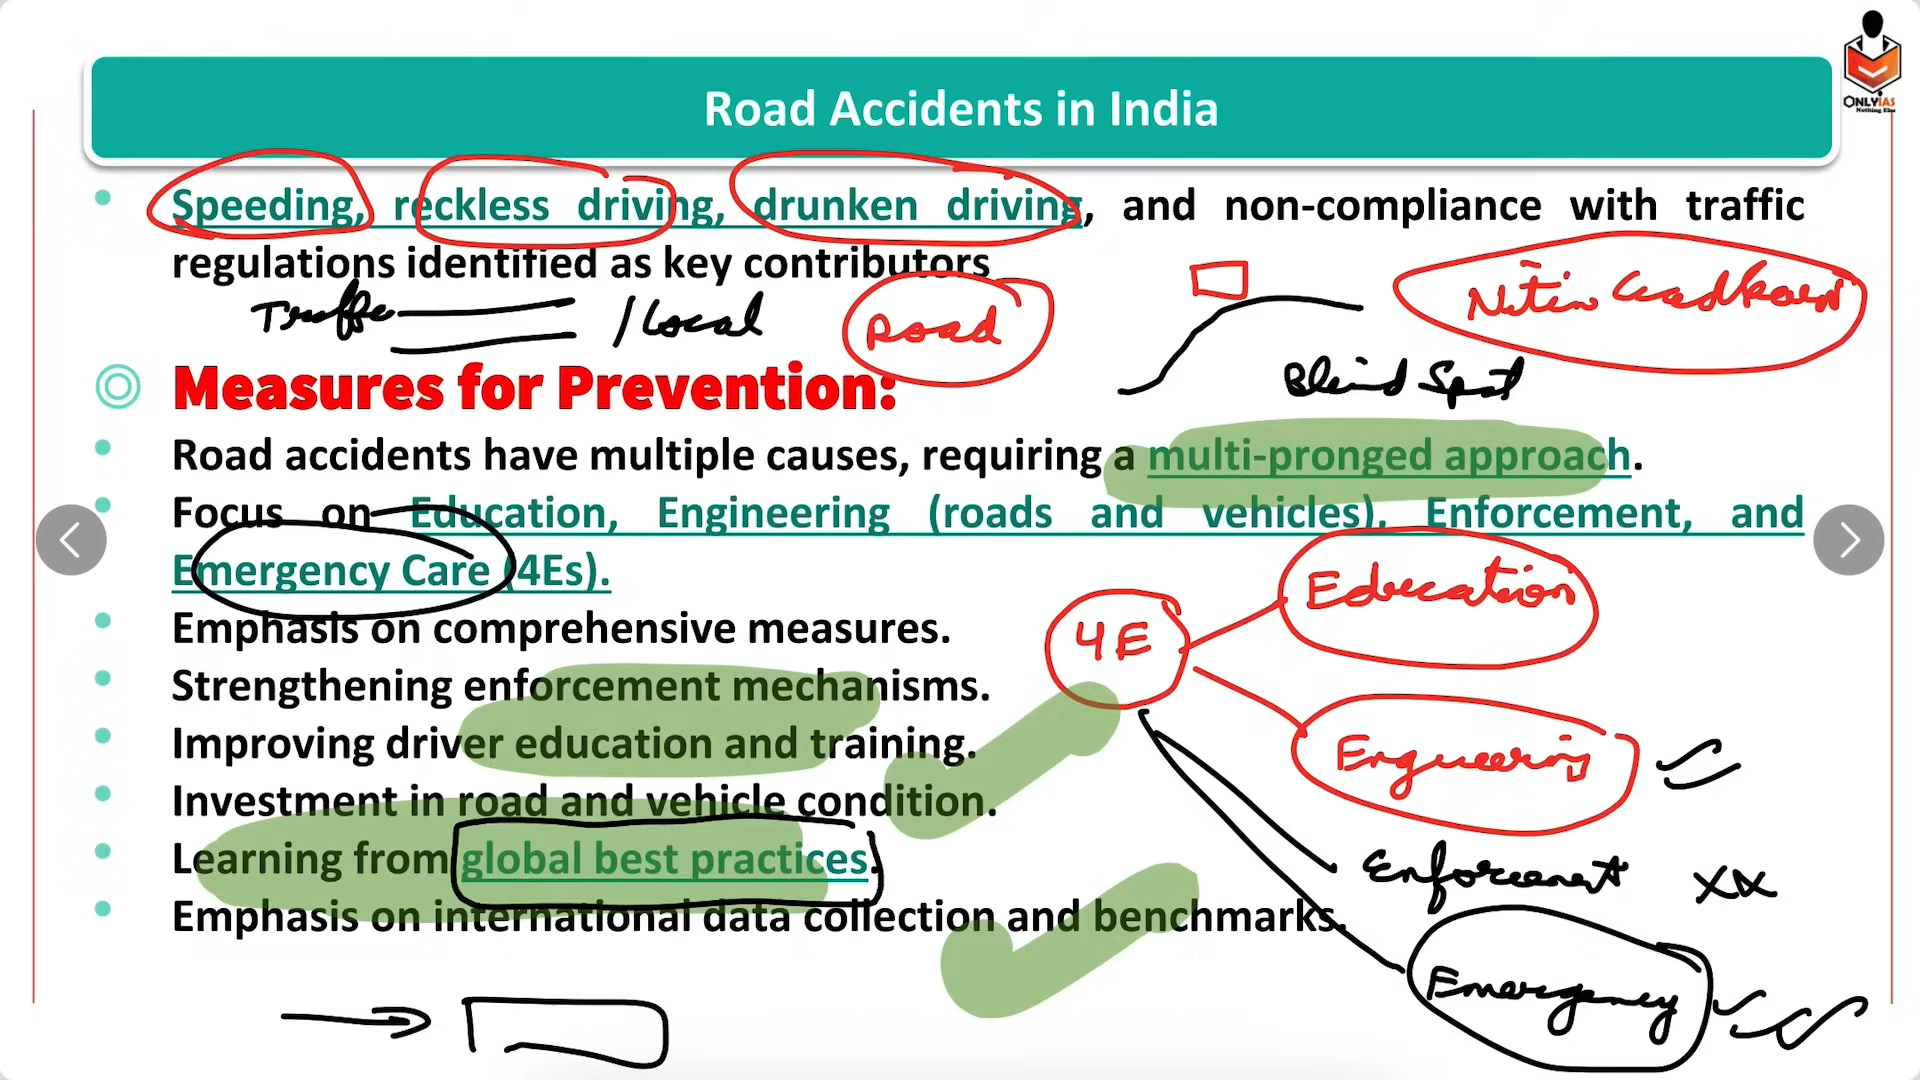 Road Accidents in India
ONLYIAS
Nothing Else
Speeding, reckless driving, drunken driving, and non-compliance with traffic
regulations identified as key contributors
Traffic
/Local
Road
Nitin Gadkari
Blind Spot
Measures for Prevention:
Road accidents have multiple causes, requiring a multi-pronged approach.
Focus on Education, Engineering (roads and vehicles). Enforcement, and
Emergency Care (4Es).
Emphasis on comprehensive measures.
Strengthening enforcement mechanisms.
Improving driver education and training.
Investment in road and vehicle condition.
Learning from global best practices.
Emphasis on international data collection and benchmarks.
4E
Education
Engineering
Enforcement XX
Emergency